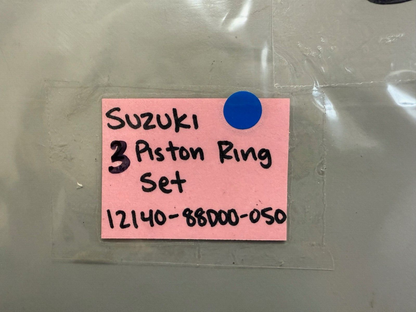 Suzuki
3 Piston Ring
Set
12140-88D00-050